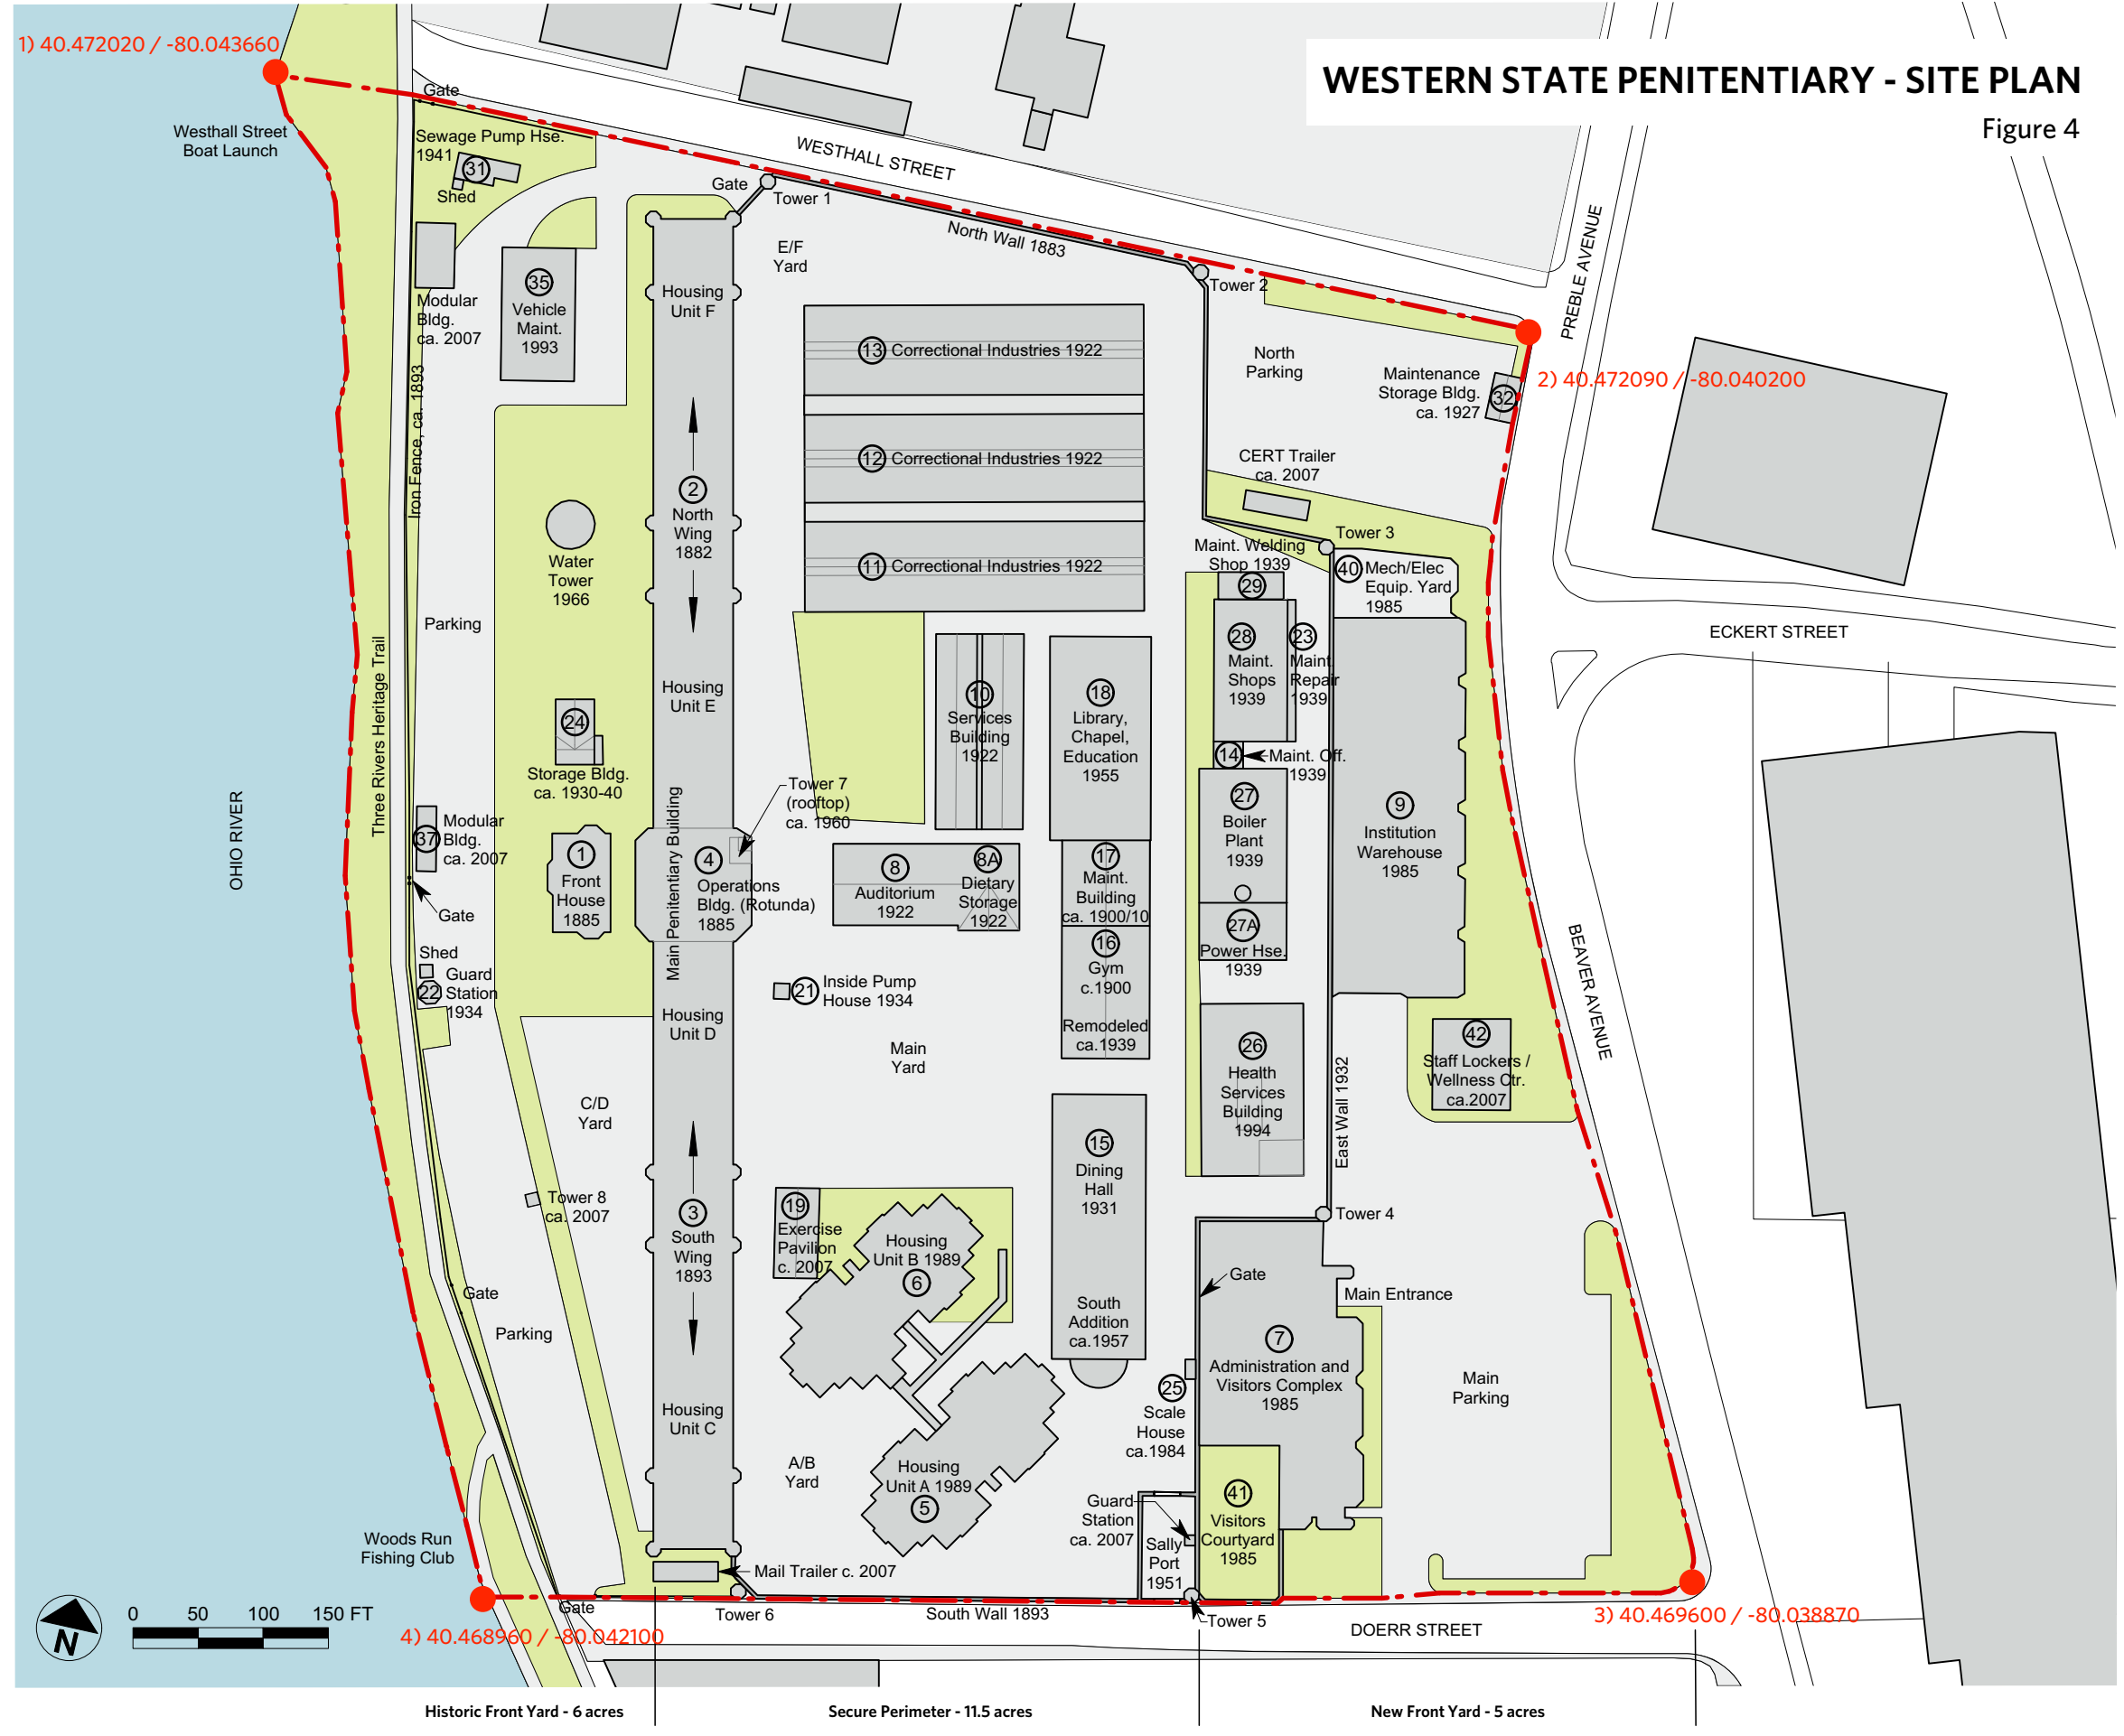 WESTERN STATE PENITENTIARY - SITE PLAN
Figure 4
1) 40.472020 / -80.043660
Westhall Street
Boat Launch
Gate
Sewage Pump Hse.
1941
31
Shed
WESTHALL STREET
Gate
Tower 1
North Wall 1883
Tower 2
PREBLE AVENUE
2) 40.472090 / -80.040200
Modular
Bldg.
ca. 2007
35
Vehicle
Maint.
1993
Iron Fence, ca. 1893
Housing
Unit F
E/F
Yard
13 Correctional Industries 1922
12 Correctional Industries 1922
11 Correctional Industries 1922
North
Parking
Maintenance
Storage Bldg.
ca. 1927
32
CERT Trailer
ca. 2007
Tower 3
2
North
Wing
1882
Water
Tower
1966
Parking
Three Rivers Heritage Trail
OHIO RIVER
Maint. Welding
Shop 1939
29
40
Mech/Elec
Equip. Yard
1985
ECKERT STREET
28
Maint.
Shops
1939
23
Maint.
Repair
1939
14
Maint. Off.
1939
10
Services
Building
1922
18
Library,
Chapel,
Education
1955
Housing
Unit E
24
Storage Bldg.
ca. 1930-40
Tower 7
(rooftop)
ca. 1960
Main Penitentiary Building
37
Modular
Bldg.
ca. 2007
Gate
1
Front
House
1885
4
Operations
Bldg. (Rotunda)
1885
8
Auditorium
1922
8A
Dietary
Storage
1922
17
Maint.
Building
ca. 1900/10
16
Gym
c.1900
Remodeled
ca.1939
27
Boiler
Plant
1939
27A
Power Hse.
1939
9
Institution
Warehouse
1985
BEAVER AVENUE
Shed
22
Guard
Station
1934
21
Inside Pump
House 1934
Housing
Unit D
Main
Yard
26
Health
Services
Building
1994
East Wall 1932
42
Staff Lockers /
Wellness Ctr.
ca.2007
C/D
Yard
Tower 8
ca. 2007
3
South
Wing
1893
19
Exercise
Pavilion
c. 2007
Housing
Unit B 1989
6
15
Dining
Hall
1931
South
Addition
ca.1957
Tower 4
Gate
Main Entrance
7
Administration and
Visitors Complex
1985
Main
Parking
Gate
Parking
Housing
Unit C
A/B
Yard
Housing
Unit A 1989
5
25
Scale
House
ca.1984
Guard
Station
ca. 2007
Sally
Port
1951
41
Visitors
Courtyard
1985
Woods Run
Fishing Club
Mail Trailer c. 2007
Gate
Tower 6
South Wall 1893
Tower 5
DOERR STREET
3) 40.469600 / -80.038870
4) 40.468960 / -80.042100
N
0 50 100 150 FT
Historic Front Yard - 6 acres
Secure Perimeter - 11.5 acres
New Front Yard - 5 acres